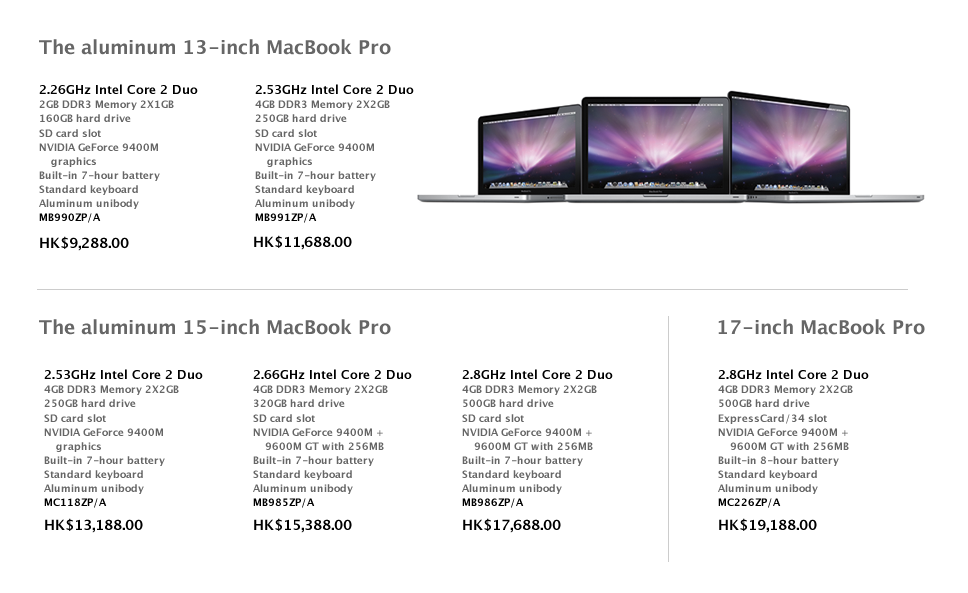 The aluminum 13-inch MacBook Pro
2.26GHz Intel Core 2 Duo
2GB DDR3 Memory 2X1GB
160GB hard drive
SD card slot
NVIDIA GeForce 9400M
graphics
Built-in 7-hour battery
Standard keyboard
Aluminum unibody
MB990ZP/A
HK$9,288.00
2.53GHz Intel Core 2 Duo
4GB DDR3 Memory 2X2GB
250GB hard drive
SD card slot
NVIDIA GeForce 9400M
graphics
Built-in 7-hour battery
Standard keyboard
Aluminum unibody
MB991ZP/A
HK$11,688.00
The aluminum 15-inch MacBook Pro
2.53GHz Intel Core 2 Duo
4GB DDR3 Memory 2X2GB
250GB hard drive
SD card slot
NVIDIA GeForce 9400M
graphics
Built-in 7-hour battery
Standard keyboard
Aluminum unibody
MC118ZP/A
HK$13,188.00
2.66GHz Intel Core 2 Duo
4GB DDR3 Memory 2X2GB
320GB hard drive
SD card slot
NVIDIA GeForce 9400M +
9600M GT with 256MB
Built-in 7-hour battery
Standard keyboard
Aluminum unibody
MB985ZP/A
HK$15,388.00
2.8GHz Intel Core 2 Duo
4GB DDR3 Memory 2X2GB
500GB hard drive
SD card slot
NVIDIA GeForce 9400M +
9600M GT with 256MB
Built-in 7-hour battery
Standard keyboard
Aluminum unibody
MB986ZP/A
HK$17,688.00
17-inch MacBook Pro
2.8GHz Intel Core 2 Duo
4GB DDR3 Memory 2X2GB
500GB hard drive
ExpressCard/34 slot
NVIDIA GeForce 9400M +
9600M GT with 256MB
Built-in 8-hour battery
Standard keyboard
Aluminum unibody
MC226ZP/A
HK$19,188.00